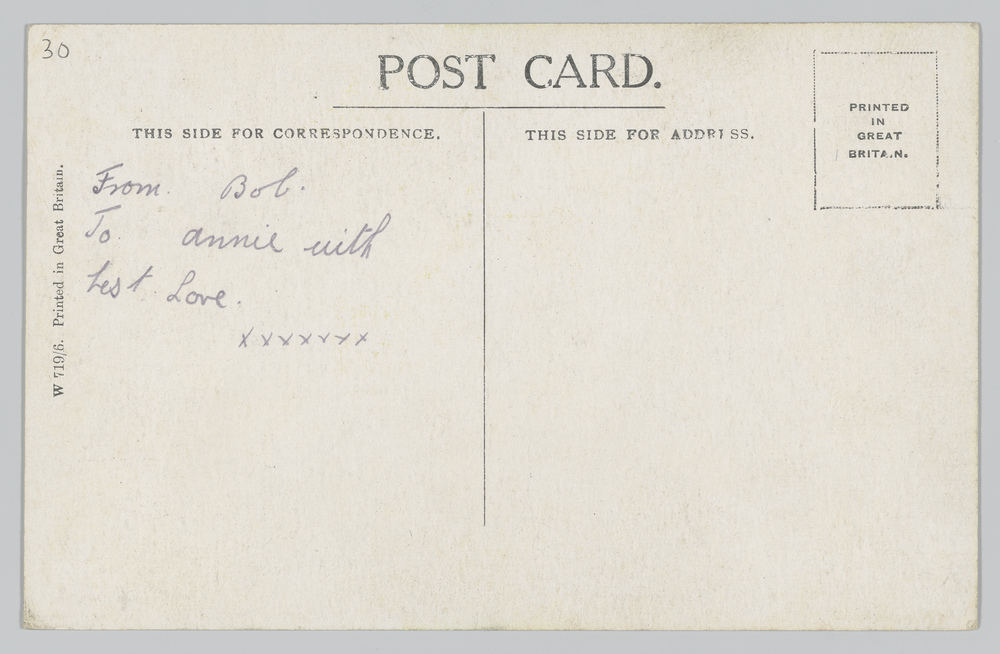 30
POST CARD.
THIS SIDE FOR CORRESPONDENCE.
THIS SIDE FOR ADDRESS.
PRINTED
IN
GREAT
BRITAIN.
W 719/6. Printed in Great Britain.
From. Bob.
To. annie with
best Love.
xxxxxxx